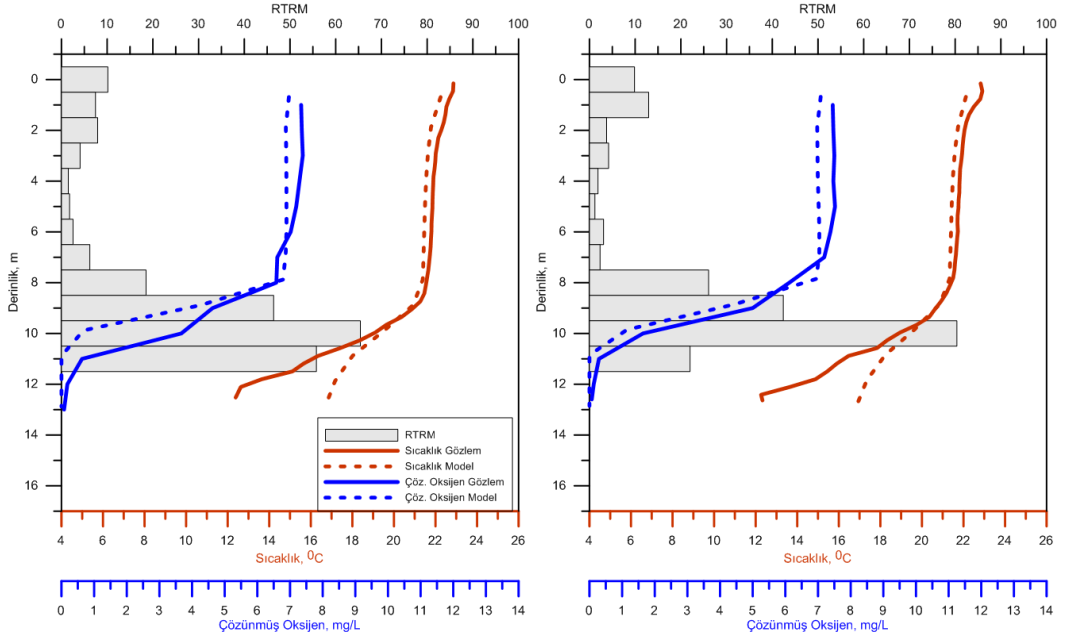 RTRM
0 10 20 30 40 50 60 70 80 90 100
0
2
4
6
8
10
12
14
16
Derinlik, m
RTRM
Sıcaklık Gözlem
Sıcaklık Model
Çöz. Oksijen Gözlem
Çöz. Oksijen Model
4 6 8 10 12 14 16 18 20 22 24 26
Sıcaklık, ⁰C
0 1 2 3 4 5 6 7 8 9 10 11 12 13 14
Çözünmüş Oksijen, mg/L
RTRM
0 10 20 30 40 50 60 70 80 90 100
0
2
4
6
8
10
12
14
16
Derinlik, m
4 6 8 10 12 14 16 18 20 22 24 26
Sıcaklık, ⁰C
0 1 2 3 4 5 6 7 8 9 10 11 12 13 14
Çözünmüş Oksijen, mg/L